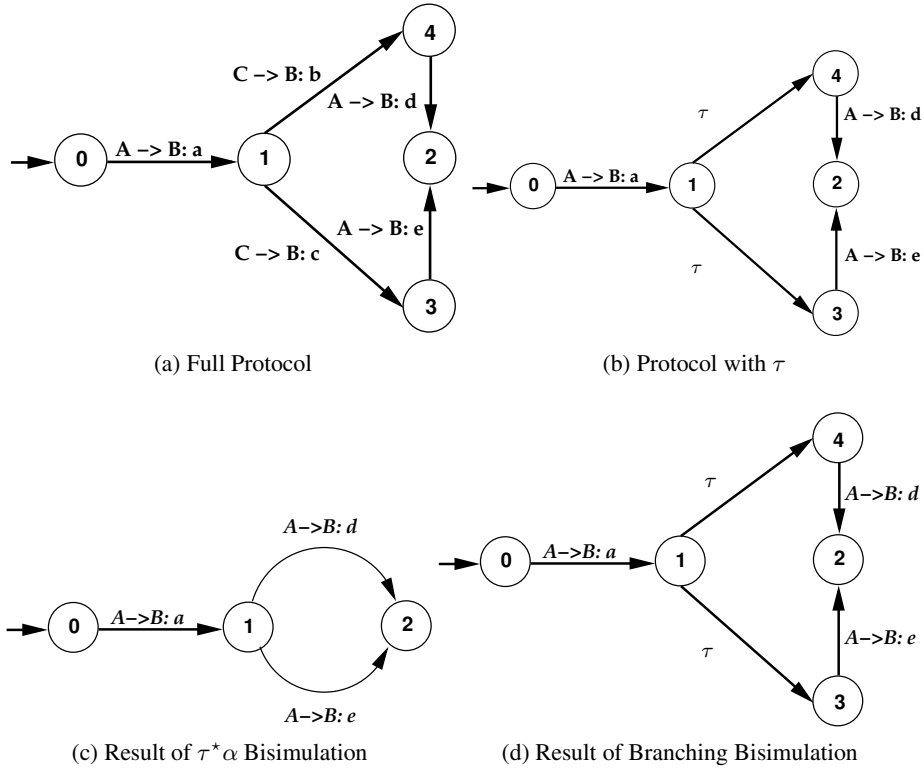 4
C −> B: b
A −> B: d
0
A −> B: a
1
2
A −> B: e
C −> B: c
3
(a) Full Protocol
4
τ
A −> B: d
0
A −> B: a
1
2
τ
A −> B: e
3
(b) Protocol with τ
A−>B: d
0
A−>B: a
1
2
A−>B: e
(c) Result of τ*α Bisimulation
4
τ
A−>B: d
0
A−>B: a
1
2
τ
A−>B: e
3
(d) Result of Branching Bisimulation